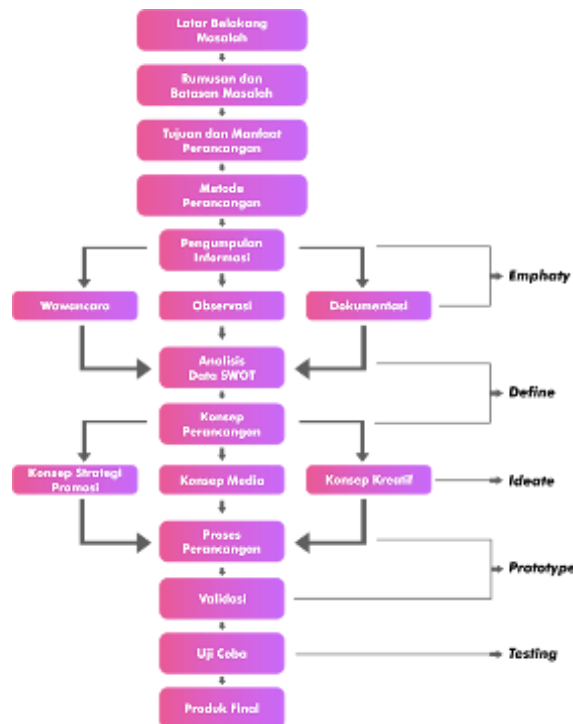 Latar Belakang
Masalah
Rumusan dan
Batasan Masalah
Tujuan dan Manfaat
Perancangan
Metode
Perancangan
Pengumpulan
Informasi
Emphaty
Wawancara
Observasi
Dokumentasi
Analisis
Data SWOT
Define
Konsep
Perancangan
Konsep Strategi
Promosi
Konsep Media
Konsep Kreatif
Ideate
Proses
Perancangan
Prototype
Validasi
Uji Coba
Testing
Produk Final